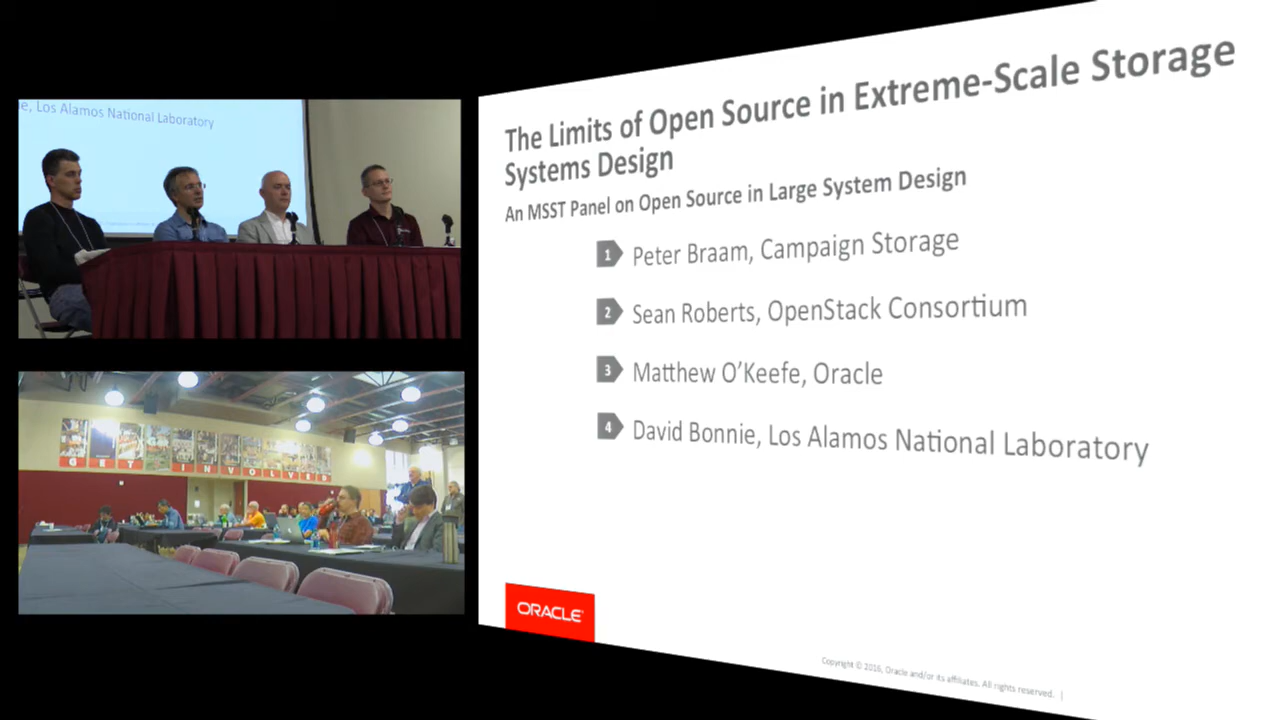 e, Los Alamos National Laboratory
GET INVOLVED
The Limits of Open Source in Extreme-Scale Storage
Systems Design
An MSST Panel on Open Source in Large System Design
1 Peter Braam, Campaign Storage
2 Sean Roberts, OpenStack Consortium
3 Matthew O'Keefe, Oracle
4 David Bonnie, Los Alamos National Laboratory
ORACLE
Copyright © 2016, Oracle and/or its affiliates. All rights reserved. |